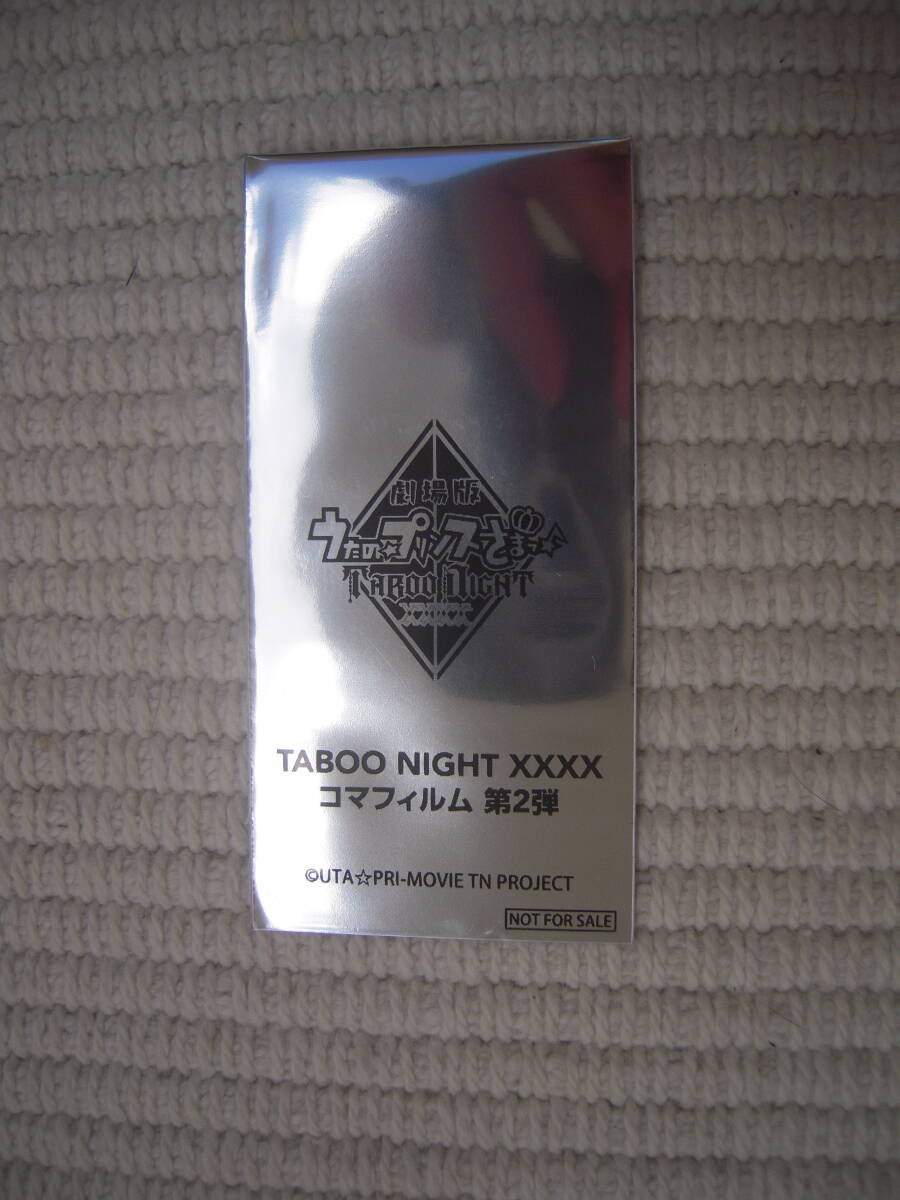 劇場版
うたの☆プリンスさまっ♪
TABOO NIGHT
XXXX
TABOO NIGHT XXXX
コマフィルム 第2弾
©UTA☆PRI-MOVIE TN PROJECT
NOT FOR SALE